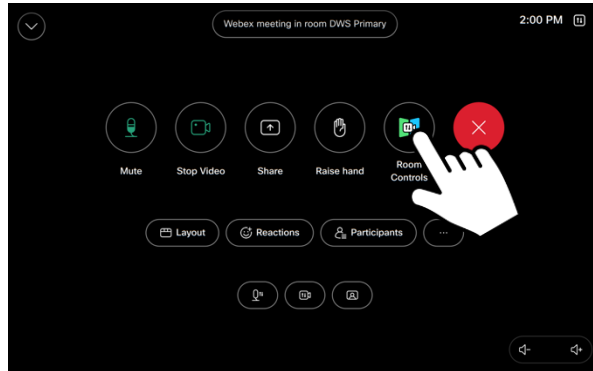 Webex meeting in room DWS Primary
2:00 PM
Mute
Stop Video
Share
Raise hand
Room
Controls
Layout
Reactions
Participants
...